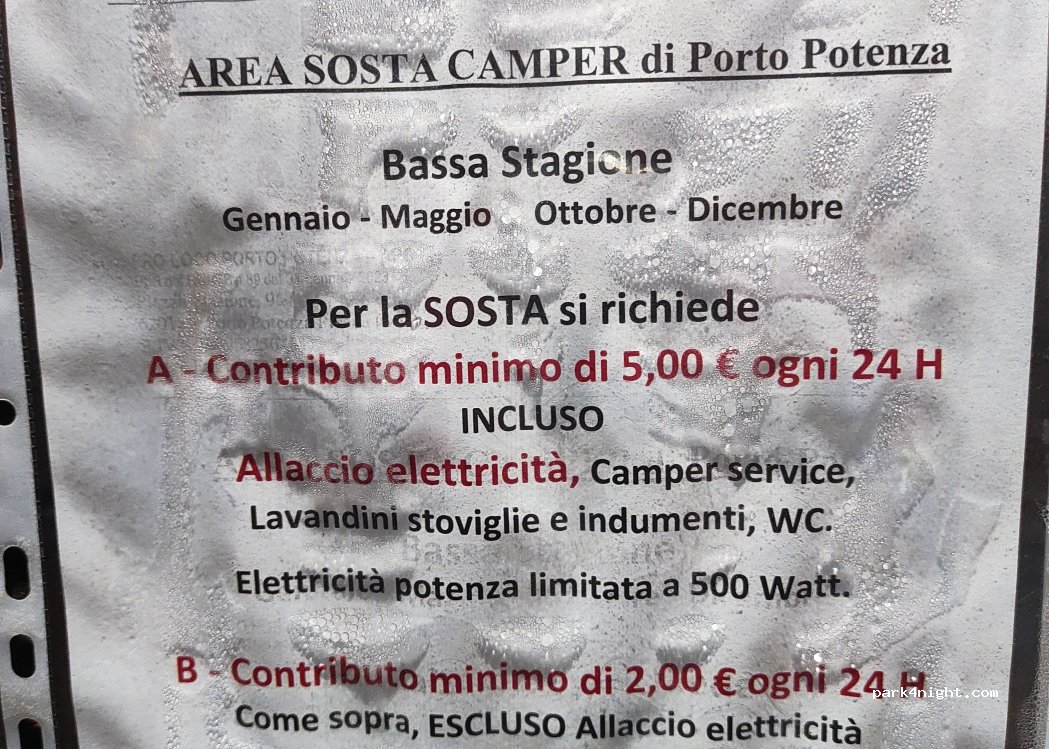 AREA SOSTA CAMPER di Porto Potenza
Bassa Stagione
Gennaio - Maggio Ottobre - Dicembre
Per la SOSTA si richiede
A - Contributo minimo di 5,00 € ogni 24 H
INCLUSO
Allaccio elettricità, Camper service,
Lavandini stoviglie e indumenti, WC.
Elettricità potenza limitata a 500 Watt.
B - Contributo minimo di 2,00 € ogni 24 H
park4night.com
Come sopra, ESCLUSO Allaccio elettricità